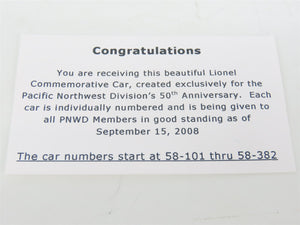 Congratulations
You are receiving this beautiful Lionel
Commemorative Car, created exclusively for the
Pacific Northwest Division's 50th Anniversary. Each
car is individually numbered and is being given to
all PNWD Members in good standing as of
September 15, 2008
The car numbers start at 58-101 thru 58-382